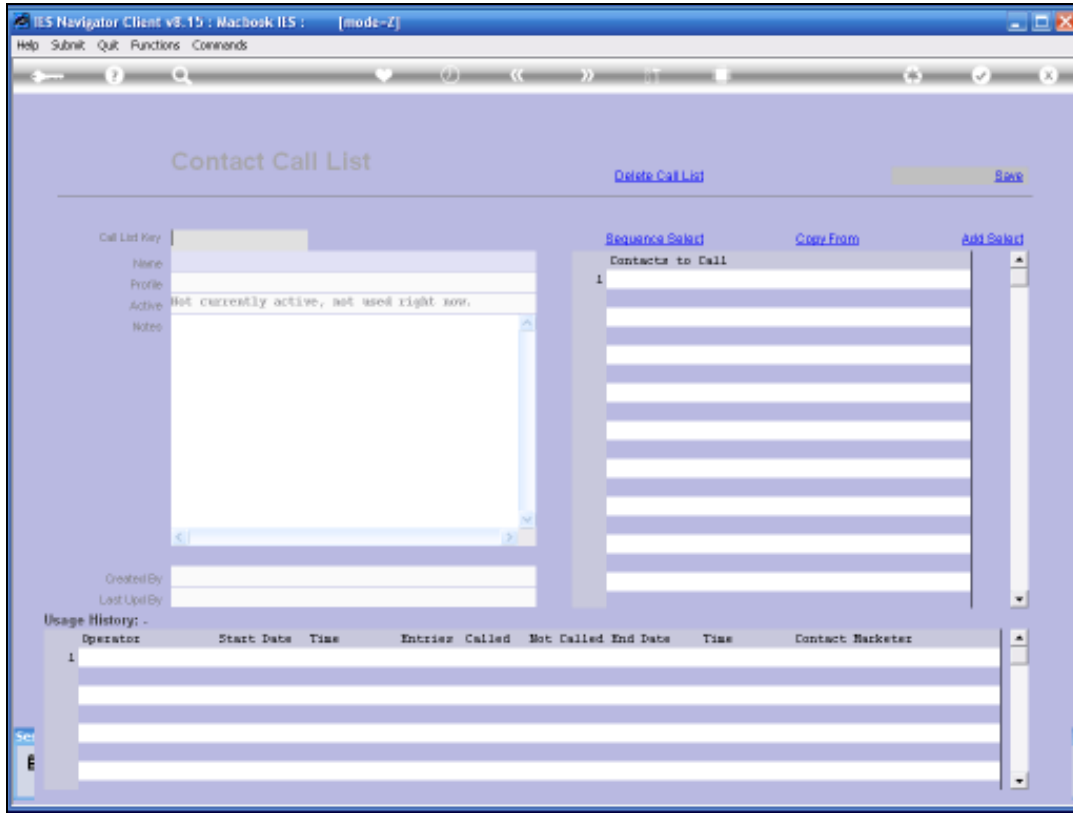 IES Navigator Client v8.15 : Macbook IES : [mode-Z]
Help Submit Quit Functions Commands
Contact Call List
Delete Call List Save
Call List Key Sequence Select Copy From Add Select
Name Contacts to Call
Profile 1
Active Not currently active, not used right now.
Notes
Created By
Last Upd By
Usage History: -
Operator Start Date Time Entries Called Not Called End Date Time Contact Marketer
1